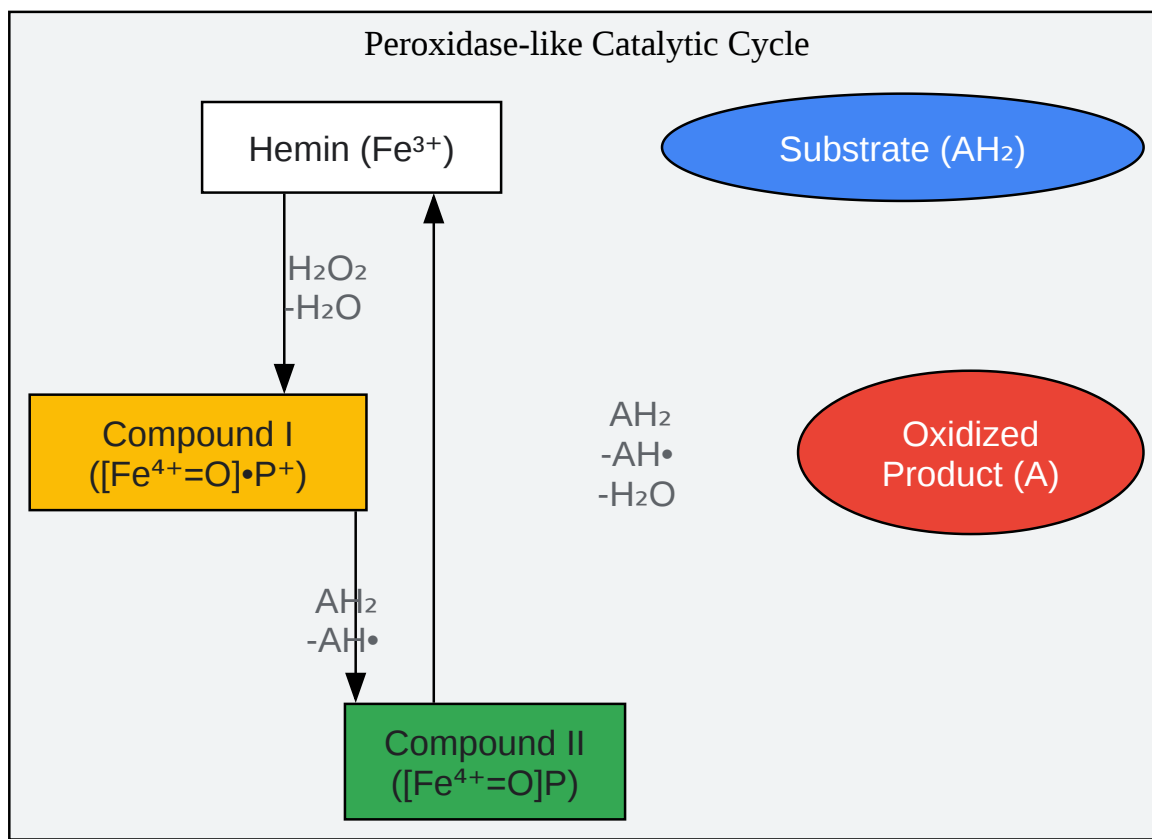 Peroxidase-like Catalytic Cycle
Hemin (Fe³⁺)
Substrate (AH₂)
H₂O₂
-H₂O
Compound I
([Fe⁴⁺=O]•P⁺)
AH₂
-AH•
-H₂O
Oxidized
Product (A)
AH₂
-AH•
Compound II
([Fe⁴⁺=O]P)